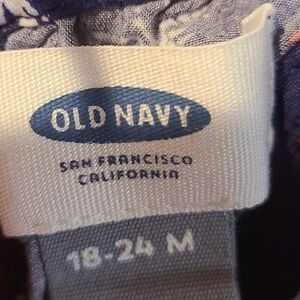 OLD NAVY
SAN FRANCISCO
CALIFORNIA
18-24 M